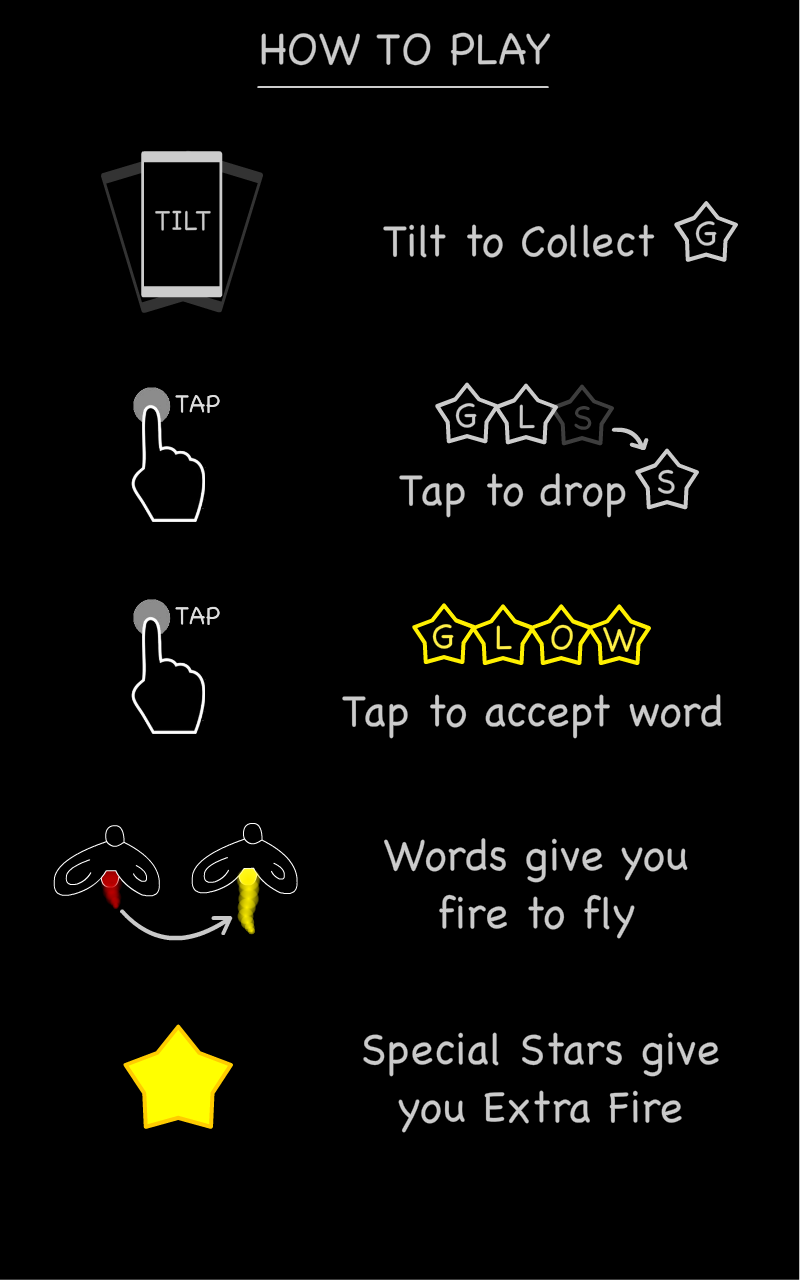 HOW TO PLAY
TILT
Tilt to Collect G
TAP
G L S
Tap to drop S
TAP
G L O W
Tap to accept word
Words give you
fire to fly
Special Stars give
you Extra Fire